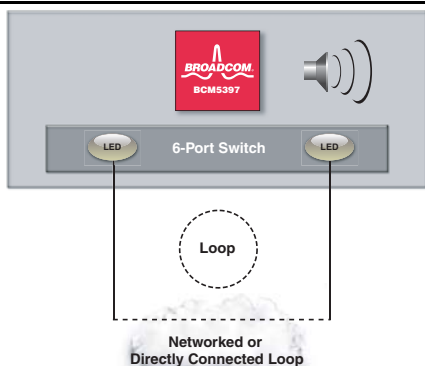 BROADCOM.
BCM5397
LED
6-Port Switch
LED
Loop
Networked or
Directly Connected Loop